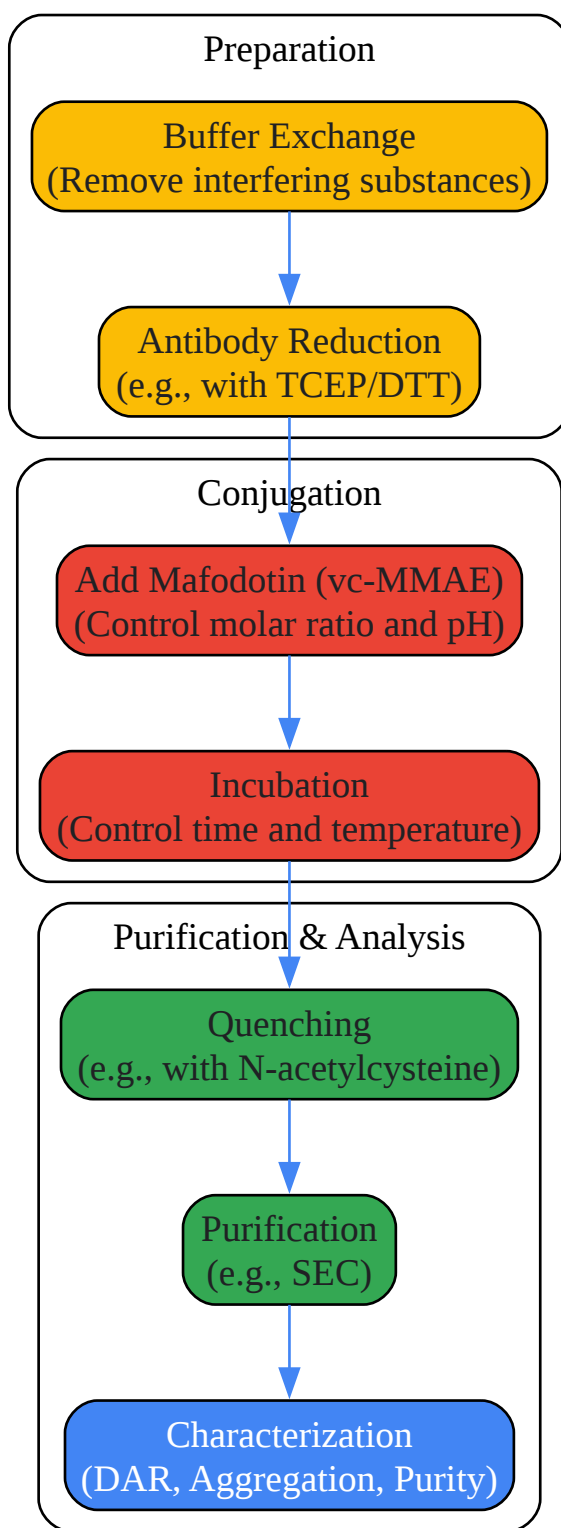 Preparation
Buffer Exchange
(Remove interfering substances)
Antibody Reduction
(e.g., with TCEP/DTT)
Conjugation
Add Mafodotin (vc-MMAE)
(Control molar ratio and pH)
Incubation
(Control time and temperature)
Purification & Analysis
Quenching
(e.g., with N-acetylcysteine)
Purification
(e.g., SEC)
Characterization
(DAR, Aggregation, Purity)